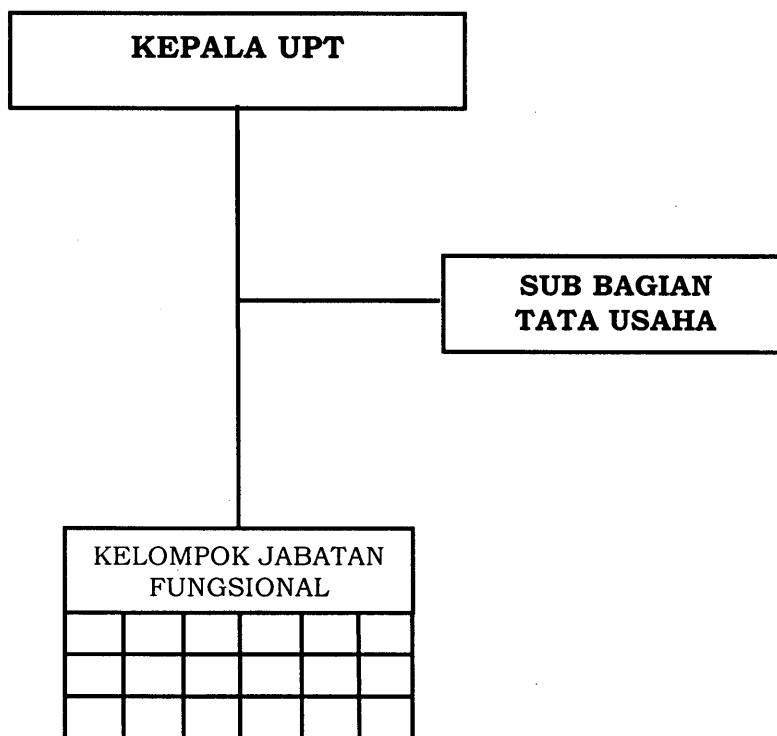 KEPALA UPT
SUB BAGIAN
TATA USAHA
KELOMPOK JABATAN
FUNGSIONAL